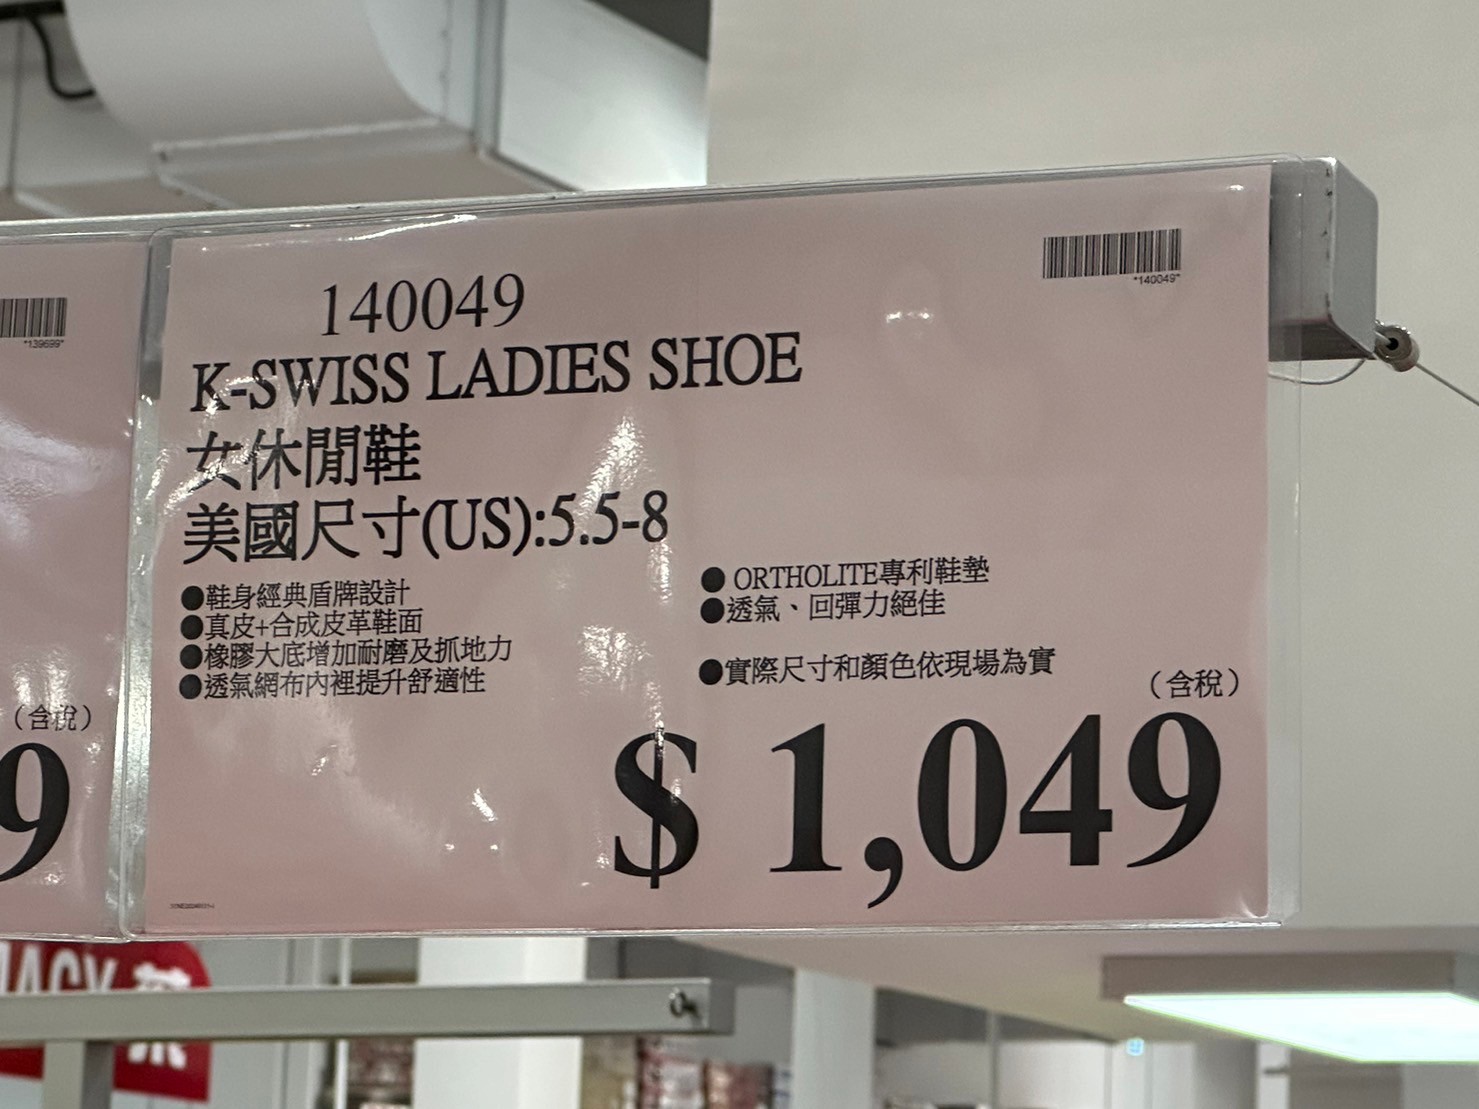 140049
*140049*
K-SWISS LADIES SHOE
女休閒鞋
美國尺寸(US):5.5-8
●鞋身經典盾牌設計
●真皮+合成皮革鞋面
●橡膠大底增加耐磨及抓地力
●透氣網布內裡提升舒適性
● ORTHOLITE專利鞋墊
●透氣、回彈力絕佳
●實際尺寸和顏色依現場為實
(含稅)
$ 1,049
*139699*
(含稅)
9